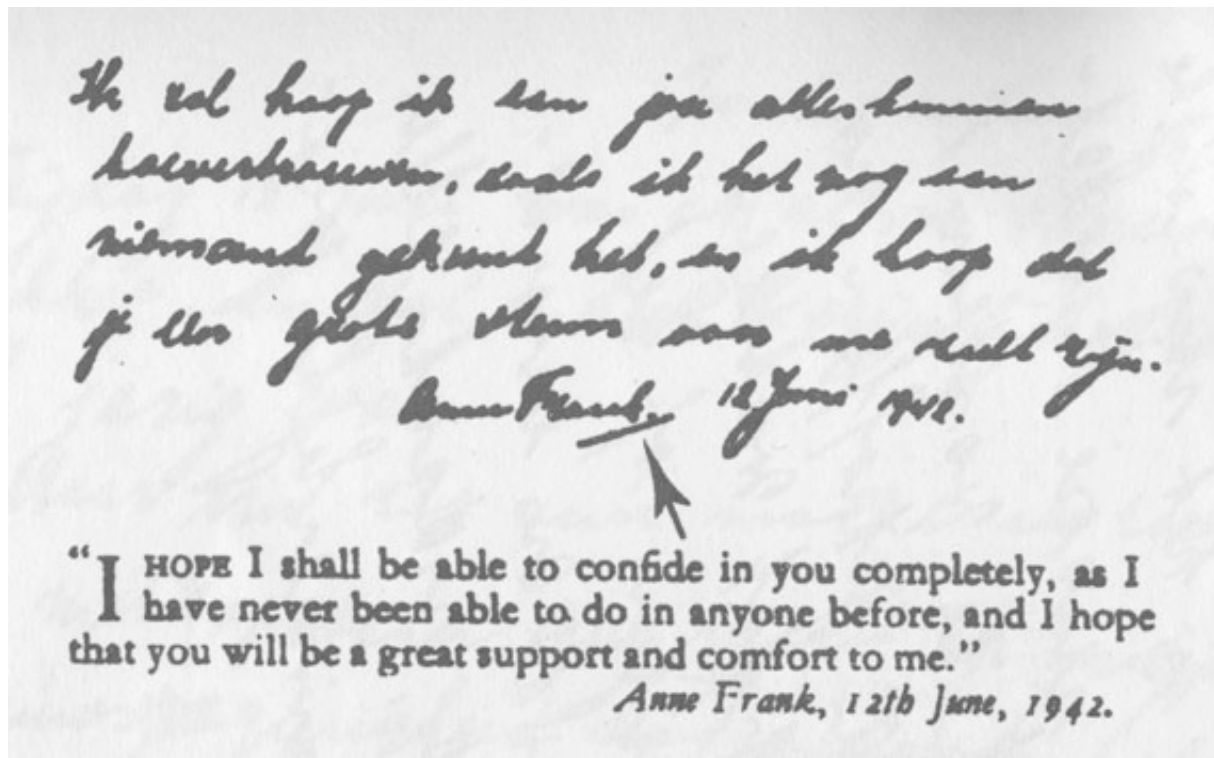 Ik zal hoop ik aan jou alles kunnen
toevertrouwen, zoals ik het nog aan
niemand gekund heb, en ik hoop dat
je een grote steun voor me zult zijn.
Anne Frank. 12 Juni 1942.
“I HOPE I shall be able to confide in you completely, as I
have never been able to do in anyone before, and I hope
that you will be a great support and comfort to me.”
Anne Frank, 12th June, 1942.